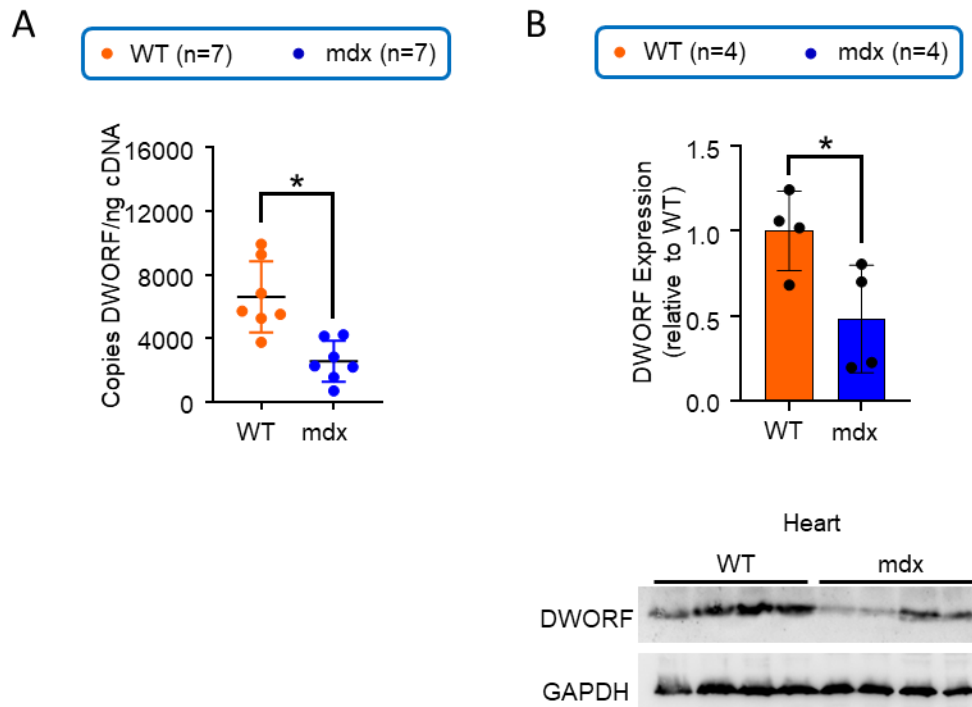 A
WT (n=7) mdx (n=7)
Copies DWORF/ng cDNA
16000
12000
8000
4000
0
*
WT mdx
B
WT (n=4) mdx (n=4)
DWORF Expression
(relative to WT)
1.5
1.0
0.5
0.0
*
WT mdx
Heart
WT mdx
DWORF
GAPDH